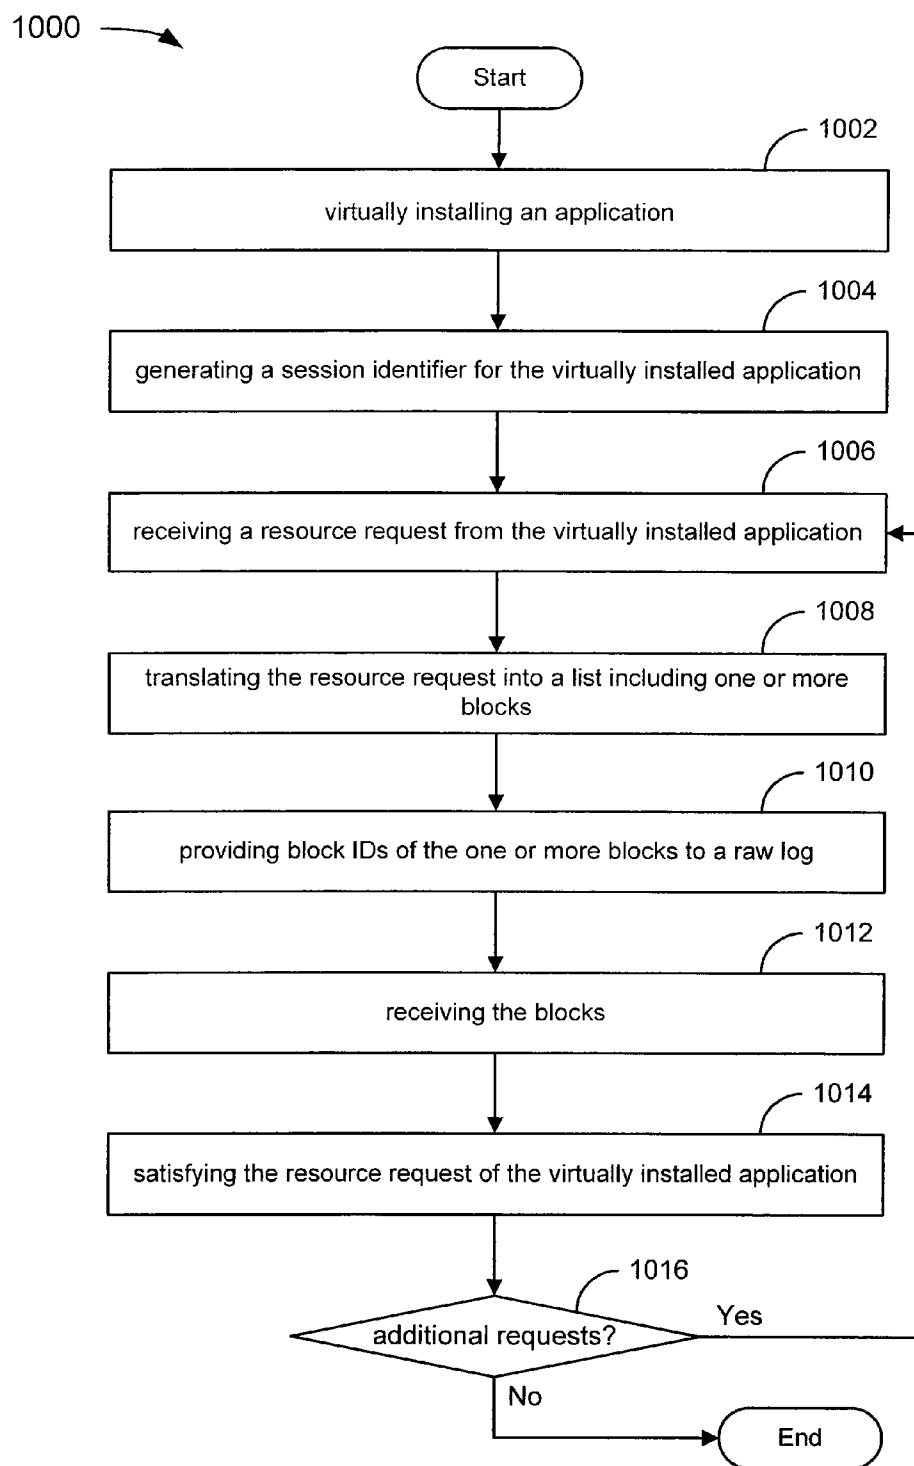 1000
Start
1002
virtually installing an application
1004
generating a session identifier for the virtually installed application
1006
receiving a resource request from the virtually installed application
1008
translating the resource request into a list including one or more
blocks
1010
providing block IDs of the one or more blocks to a raw log
1012
receiving the blocks
1014
satisfying the resource request of the virtually installed application
1016
additional requests?
Yes
No
End